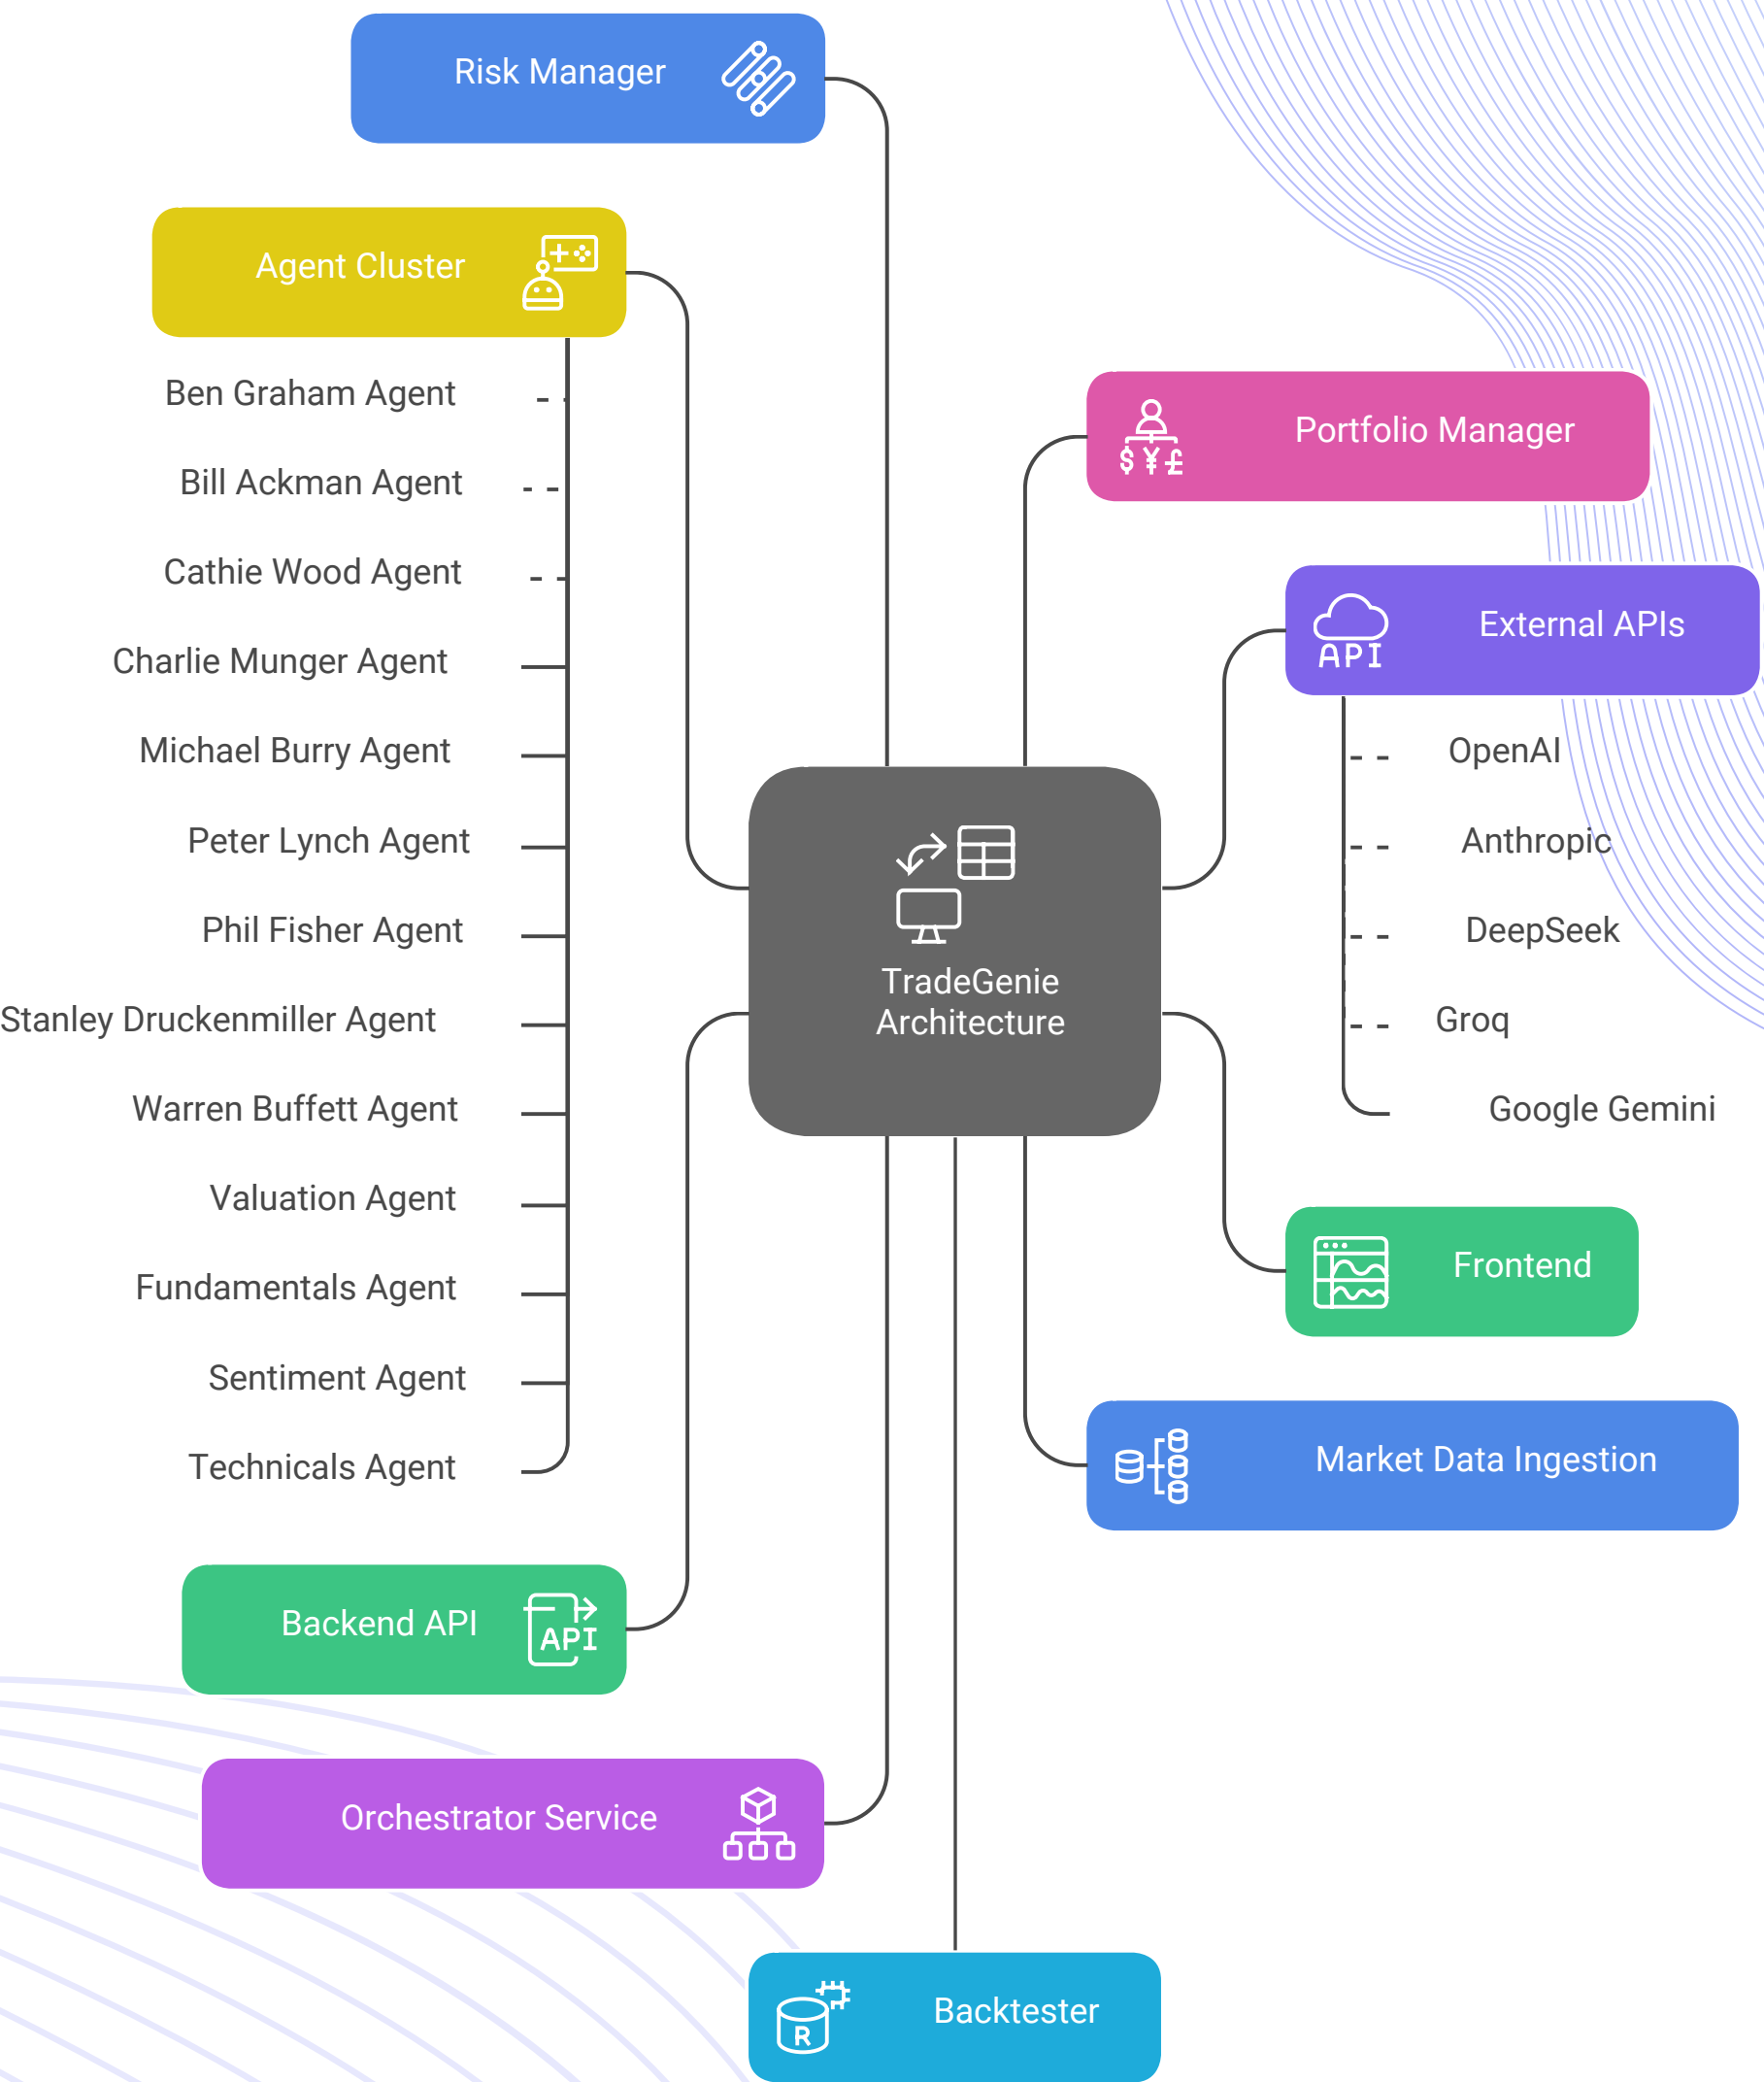 Risk Manager
Agent Cluster
Ben Graham Agent
Bill Ackman Agent
Cathie Wood Agent
Charlie Munger Agent
Michael Burry Agent
Peter Lynch Agent
Phil Fisher Agent
Stanley Druckenmiller Agent
Warren Buffett Agent
Valuation Agent
Fundamentals Agent
Sentiment Agent
Technicals Agent
Backend API
API
Orchestrator Service
TradeGenie
Architecture
Portfolio Manager
$ ¥ £
External APIs
API
OpenAI
Anthropic
DeepSeek
Groq
Google Gemini
Frontend
Market Data Ingestion
Backtester
R